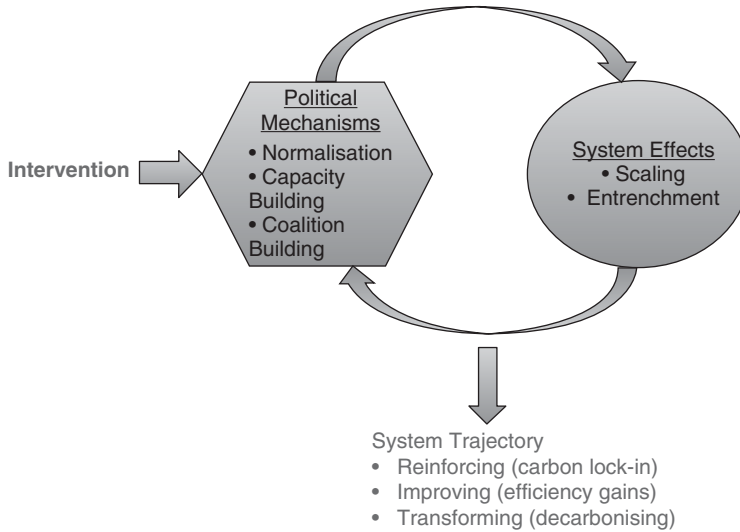 Intervention
Political
Mechanisms
• Normalisation
• Capacity
Building
• Coalition
Building
System Effects
• Scaling
• Entrenchment
System Trajectory
• Reinforcing (carbon lock-in)
• Improving (efficiency gains)
• Transforming (decarbonising)